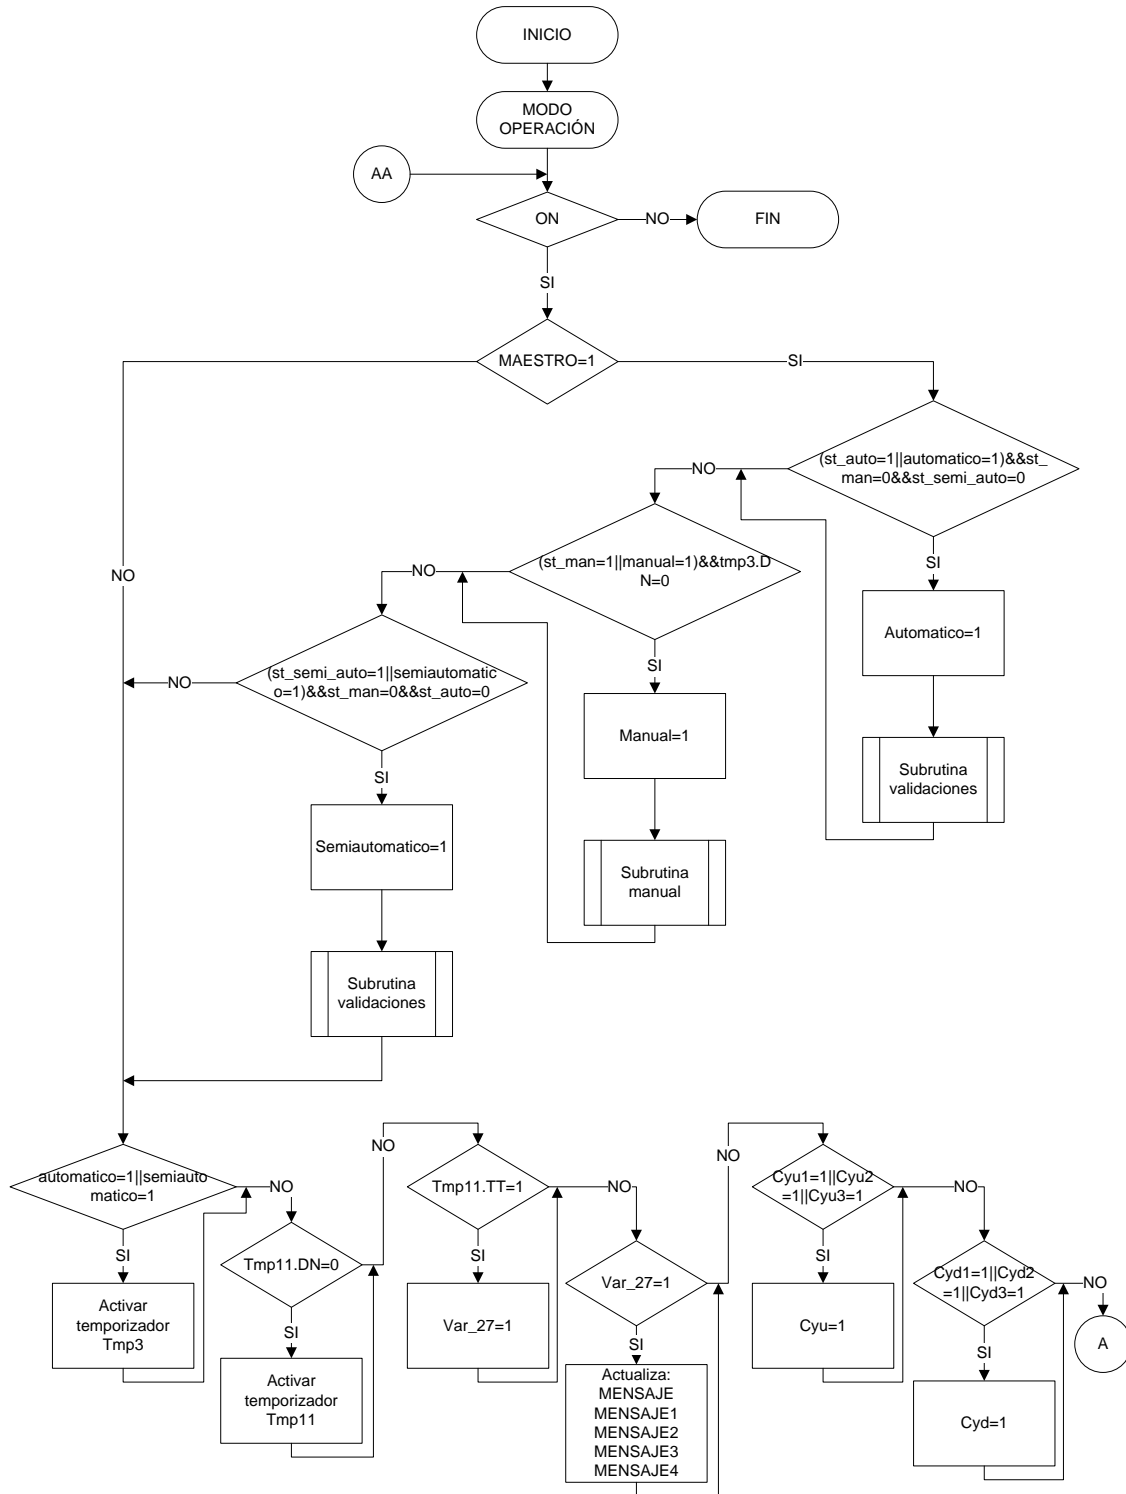 INICIO
MODO
OPERACIÓN
AA
ON
NO
FIN
SI
MAESTRO=1
SI
(st_auto=1||automatico=1)&&st_
man=0&&st_semi_auto=0
NO
(st_man=1||manual=1)&&tmp3.D
N=0
NO
SI
NO
Automatico=1
(st_semi_auto=1||semiautomatic
o=1)&&st_man=0&&st_auto=0
NO
SI
Manual=1
Subrutina
validaciones
SI
Semiautomatico=1
Subrutina
manual
Subrutina
validaciones
automatico=1||semiauto
matico=1
NO
SI
Activar
temporizador
Tmp3
Tmp11.DN=0
NO
SI
Activar
temporizador
Tmp11
Tmp11.TT=1
NO
SI
Var_27=1
Var_27=1
NO
SI
Actualiza:
MENSAJE
MENSAJE1
MENSAJE2
MENSAJE3
MENSAJE4
Cyu1=1||Cyu2
=1||Cyu3=1
NO
SI
Cyu=1
Cyd1=1||Cyd2
=1||Cyd3=1
NO
SI
Cyd=1
A